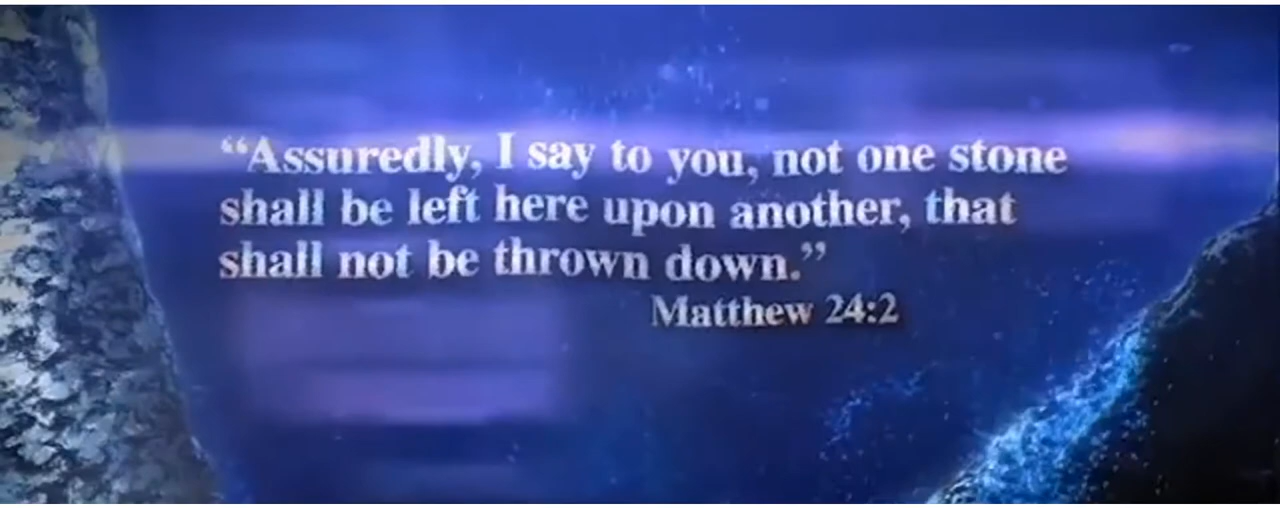 “Assuredly, I say to you, not one stone
shall be left here upon another, that
shall not be thrown down.”
Matthew 24:2